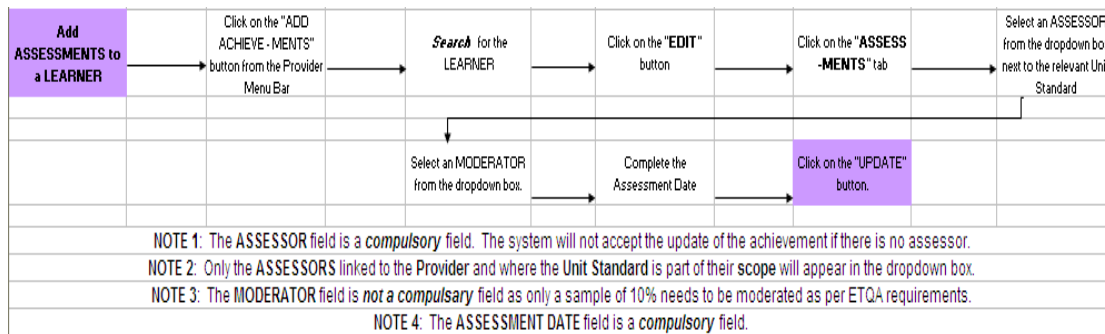 Add
ASSESSMENTS to
a LEARNER
Click on the "ADD
ACHIEVE - MENTS"
button from the Provider
Menu Bar
Search for the
LEARNER
Click on the "EDIT"
button
Click on the "ASSESS
-MENTS" tab
Select an ASSESSOR
from the dropdown box
next to the relevant Unit
Standard
Select an MODERATOR
from the dropdown box.
Complete the
Assessment Date
Click on the "UPDATE"
button.
NOTE 1: The ASSESSOR field is a compulsory field. The system will not accept the update of the achievement if there is no assessor.
NOTE 2: Only the ASSESSORS linked to the Provider and where the Unit Standard is part of their scope will appear in the dropdown box.
NOTE 3: The MODERATOR field is not a compulsary field as only a sample of 10% needs to be moderated as per ETQA requirements.
NOTE 4: The ASSESSMENT DATE field is a compulsory field.